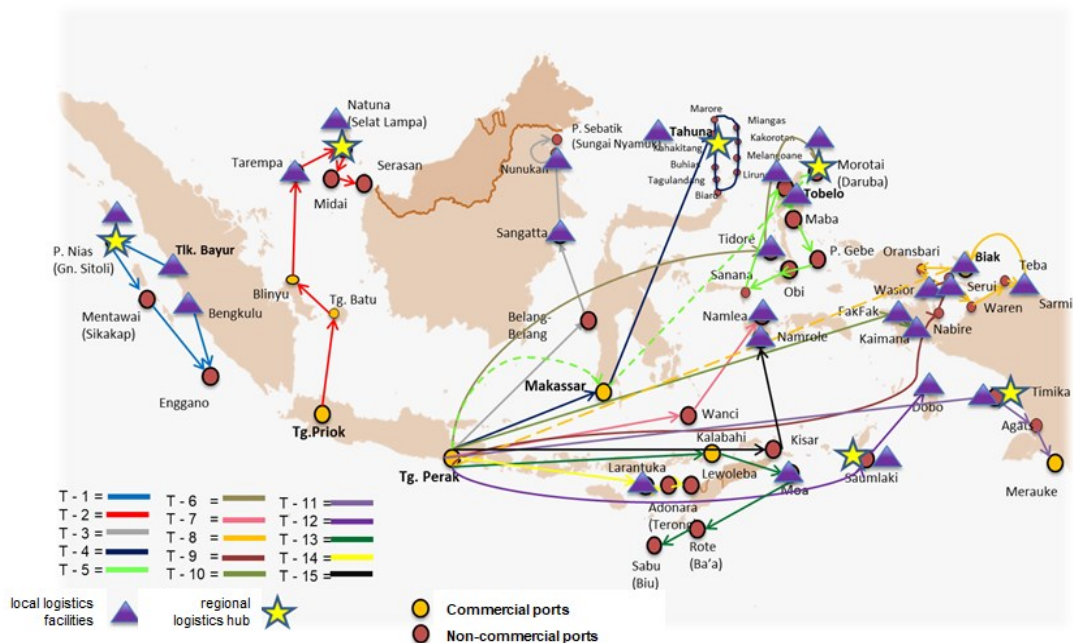 Natuna
(Selat Lampa)
Tarempa
Serasan
Midai
P. Nias
(Gn. Sitoli)
Tlk. Bayur
Bengkulu
Mentawai
(Sikakap)
Enggano
Blinyu
Tg. Batu
Tg.Priok
P. Sebatik
(Sungai Nyamuk)
Nunukan
Sangatta
Belang-
Belang
Makassar
Tg. Perak
Marore
Miangas
Tahuna
Kakorotan
Kahakitang
Melangoane
Buhias
Lirung
Tagulandang
Biaro
Morotai
(Daruba)
Tobelo
Maba
Tidore
P. Gebe
Sanana
Obi
Namlea
Namrole
Wanci
Kalabahi
Kisar
Larantuka
Lewoleba
Adonara
(Terong)
Moa
Rote
(Ba'a)
Sabu
(Biu)
Saumlaki
Dobo
Oransbari
Biak
Teba
Wasior
Serui
Sarmi
Waren
FakFak
Nabire
Kaimana
Timika
Agats
Merauke
T - 1 =
T - 2 =
T - 3 =
T - 4 =
T - 5 =
T - 6 =
T - 7 =
T - 8 =
T - 9 =
T - 10 =
T - 11 =
T - 12 =
T - 13 =
T - 14 =
T - 15 =
local logistics
facilities
regional
logistics hub
Commercial ports
Non-commercial ports